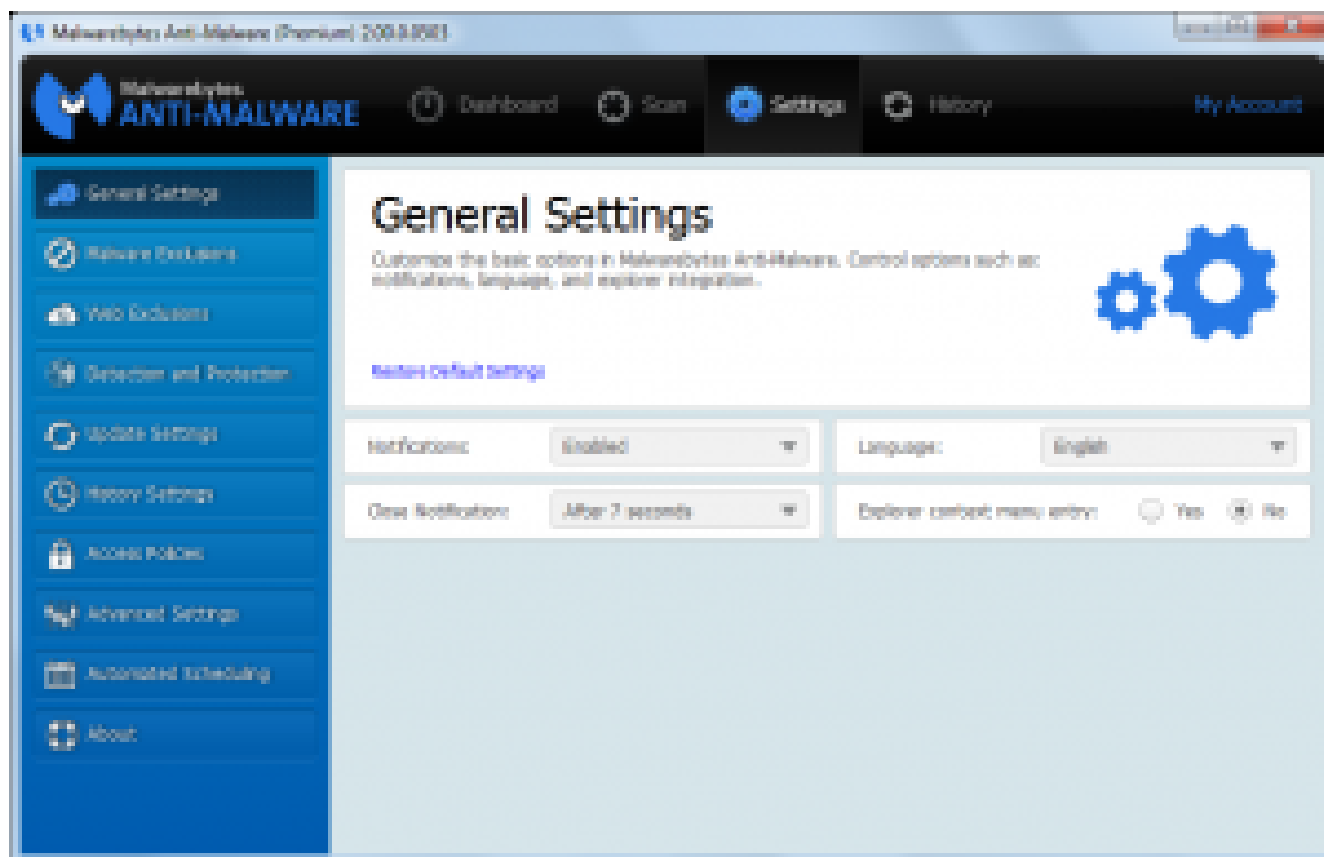 Malwarebytes Anti-Malware (Premium) 2.00.0.0503
Malwarebytes
ANTI-MALWARE
Dashboard
Scan
Settings
History
My Account
General Settings
Malware Exclusions
Web Exclusions
Detection and Protection
Update Settings
History Settings
Access Policies
Advanced Settings
Automated Scheduling
About
General Settings
Customize the basic options in Malwarebytes Anti-Malware. Control options such as:
notifications, language, and explorer integration.
Restore Default Settings
Notifications: Enabled
Language: English
Close Notification: After 7 seconds
Explorer context menu entry: Yes No